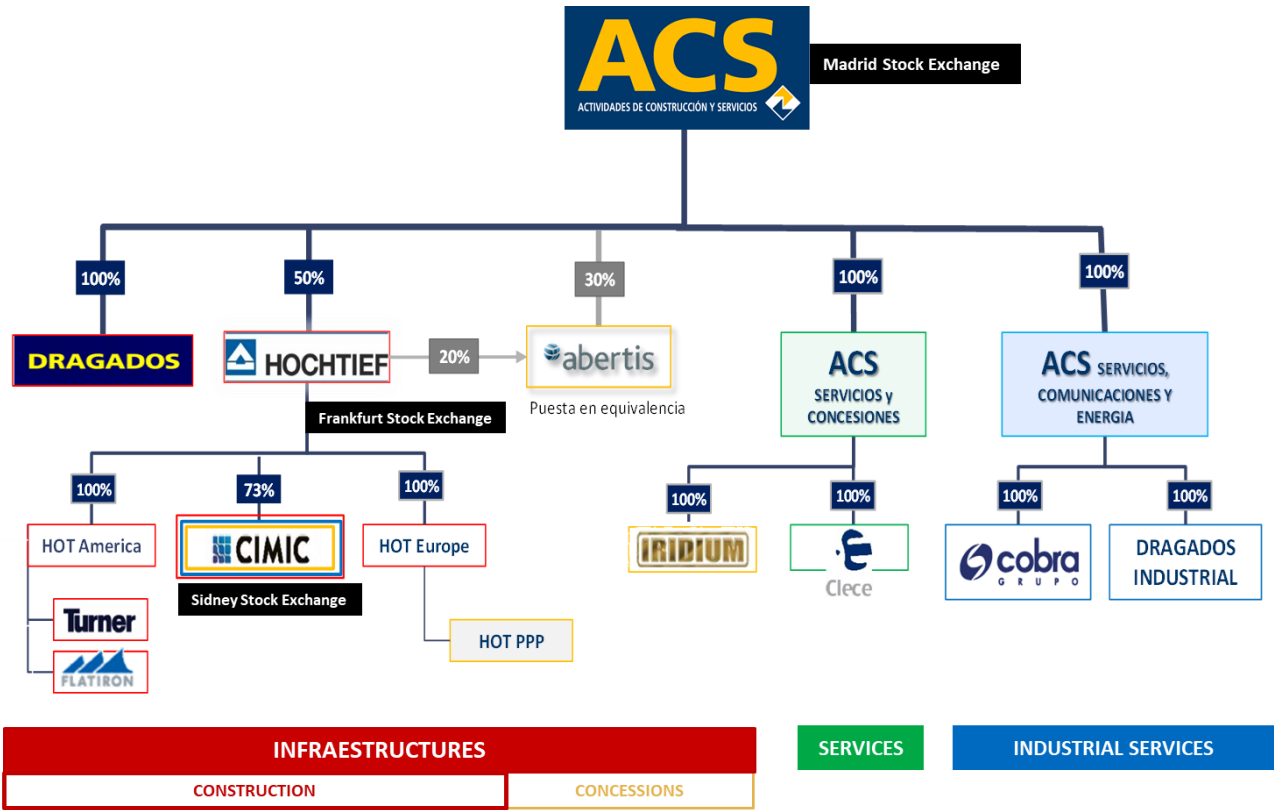 ACS
ACTIVIDADES DE CONSTRUCCIÓN Y SERVICIOS
Madrid Stock Exchange
100%
50%
30%
100%
100%
DRAGADOS
HOCHTIEF
20%
abertis
Puesta en equivalencia
ACS
SERVICIOS y
CONCESIONES
ACS SERVICIOS,
COMUNICACIONES Y
ENERGIA
Frankfurt Stock Exchange
100%
73%
100%
100%
100%
100%
100%
HOT America
CIMIC
HOT Europe
IRIDIUM
Clece
cobra
GRUPO
DRAGADOS
INDUSTRIAL
Sidney Stock Exchange
Turner
HOT PPP
FLATIRON
INFRAESTRUCTURES
SERVICES
INDUSTRIAL SERVICES
CONSTRUCTION
CONCESSIONS